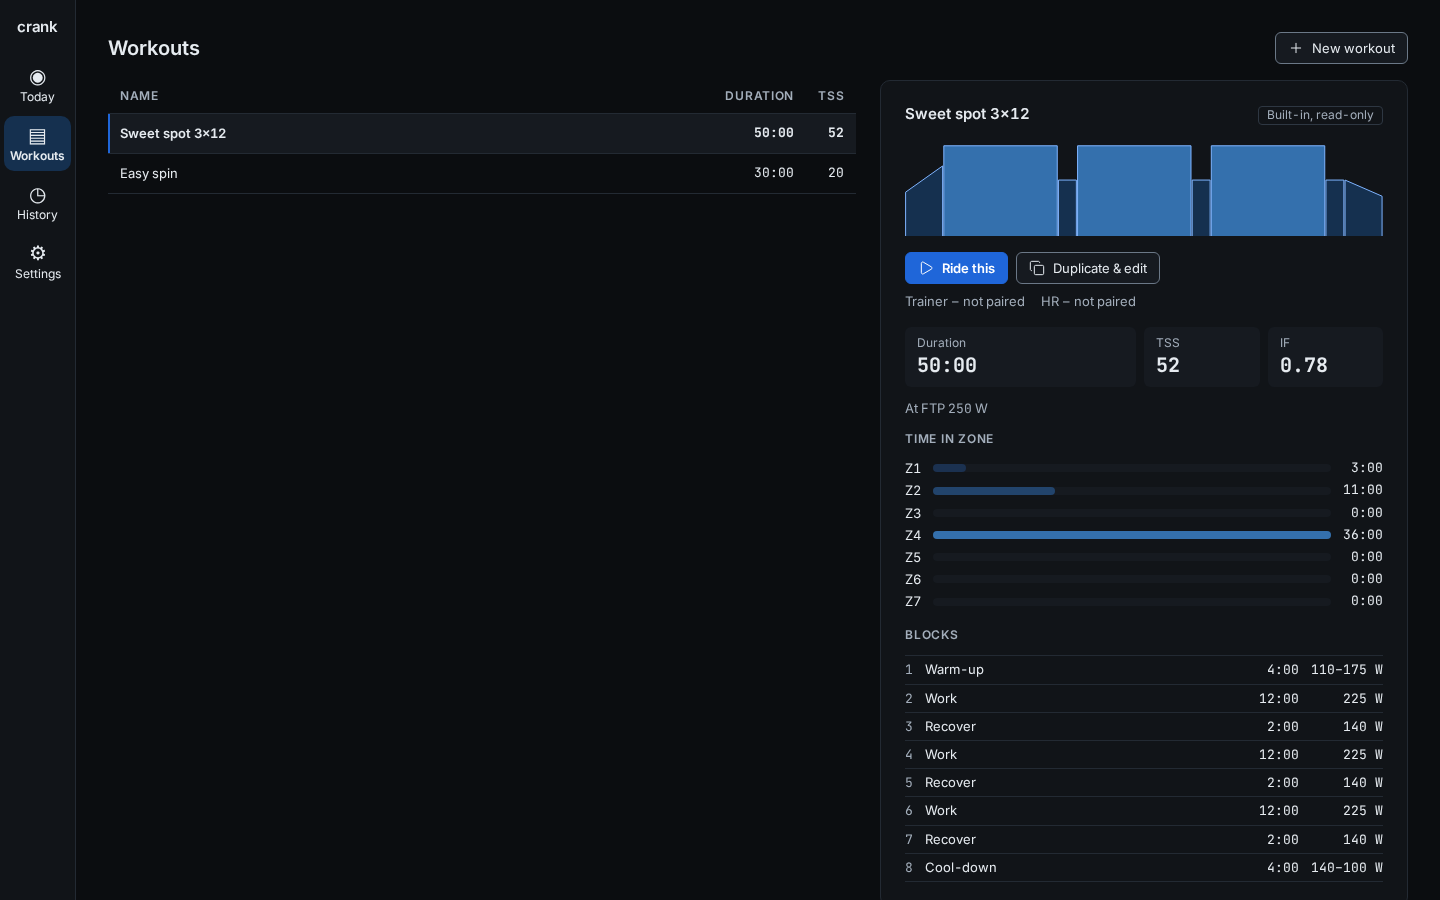 crank
Today
Workouts
History
Settings
Workouts
New workout
NAME DURATION TSS
Sweet spot 3×12 50:00 52
Easy spin 30:00 20
Sweet spot 3×12
Built-in, read-only
Ride this
Duplicate & edit
Trainer – not paired HR – not paired
Duration
50:00
TSS
52
IF
0.78
At FTP 250 W
TIME IN ZONE
Z1 3:00
Z2 11:00
Z3 0:00
Z4 36:00
Z5 0:00
Z6 0:00
Z7 0:00
BLOCKS
1 Warm-up 4:00 110–175 W
2 Work 12:00 225 W
3 Recover 2:00 140 W
4 Work 12:00 225 W
5 Recover 2:00 140 W
6 Work 12:00 225 W
7 Recover 2:00 140 W
8 Cool-down 4:00 140–100 W